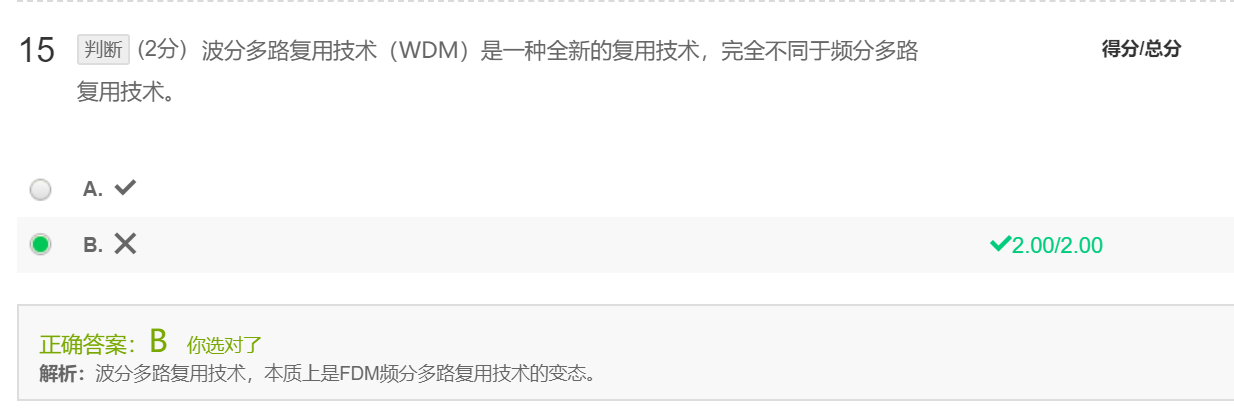 15 判断 (2分) 波分多路复用技术（WDM）是一种全新的复用技术，完全不同于频分多路 得分/总分
复用技术。
A. ✓
B. ✕ ✓2.00/2.00
正确答案：B 你选对了
解析：波分多路复用技术，本质上是FDM频分多路复用技术的变态。